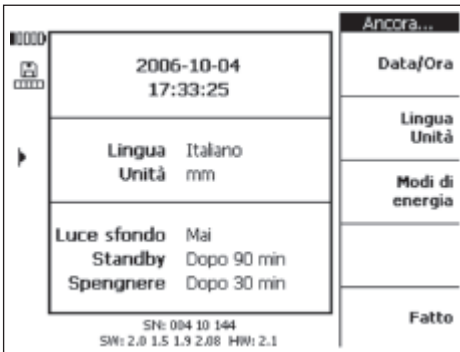 Ancora...
2006-10-04
17:33:25
Lingua Italano
Unità mm
Luce sfondo Mai
Standby Dopo 90 min
Spengnere Dopo 30 min
SN: 004 10 144
SW: 2.0 1.5 1.9 2.08 HW: 2.1
Data/Ora
Lingua
Unità
Modi di
energia
Fatto